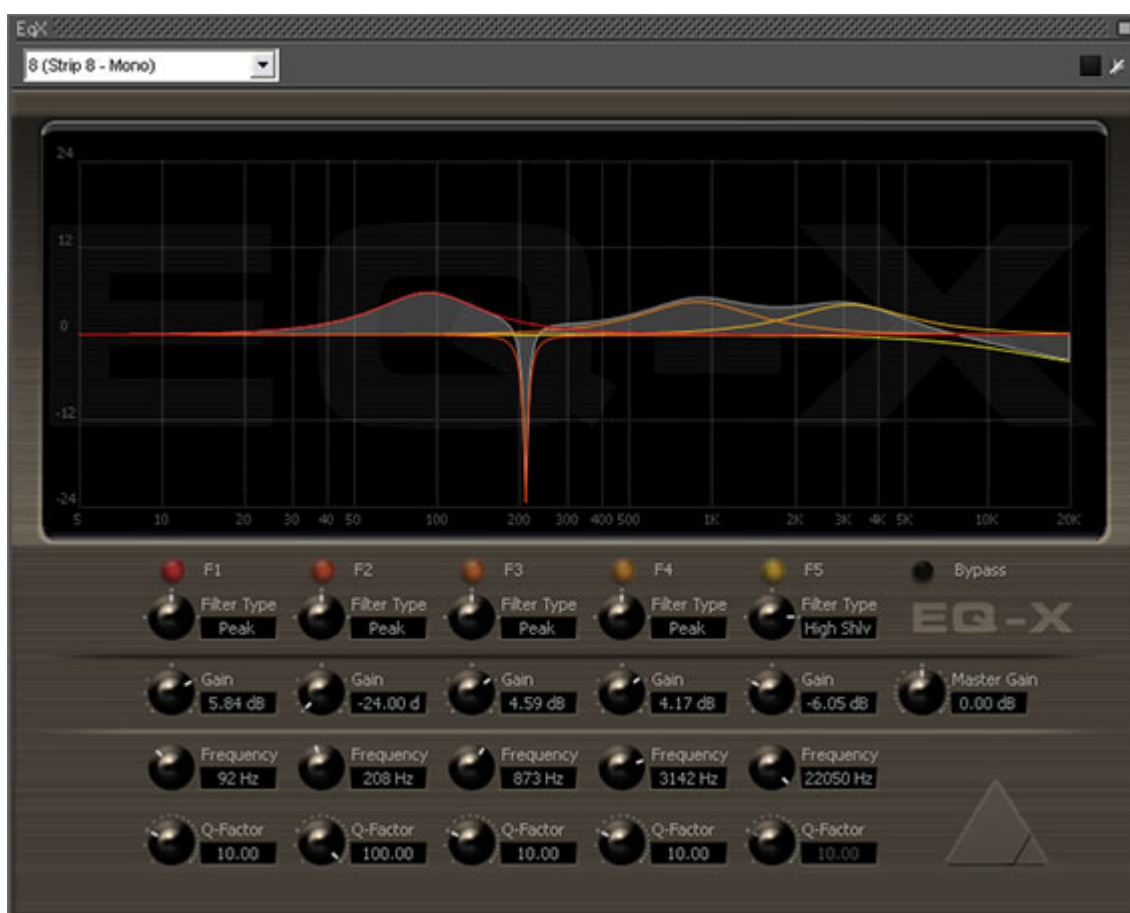 EqX
8 (Strip 8 - Mono)
24
12
0
-12
-24
EQ-X
5 10 20 30 40 50 100 200 300 400 500 1K 2K 3K 4K 5K 10K 20K
F1 F2 F3 F4 F5 Bypass
Filter Type Filter Type Filter Type Filter Type Filter Type
Peak Peak Peak Peak High Shlv
EQ-X
Gain Gain Gain Gain Gain Master Gain
5.84 dB -24.00 d 4.59 dB 4.17 dB -6.05 dB 0.00 dB
Frequency Frequency Frequency Frequency Frequency
92 Hz 208 Hz 873 Hz 3142 Hz 22050 Hz
Q-Factor Q-Factor Q-Factor Q-Factor Q-Factor
10.00 100.00 10.00 10.00 10.00